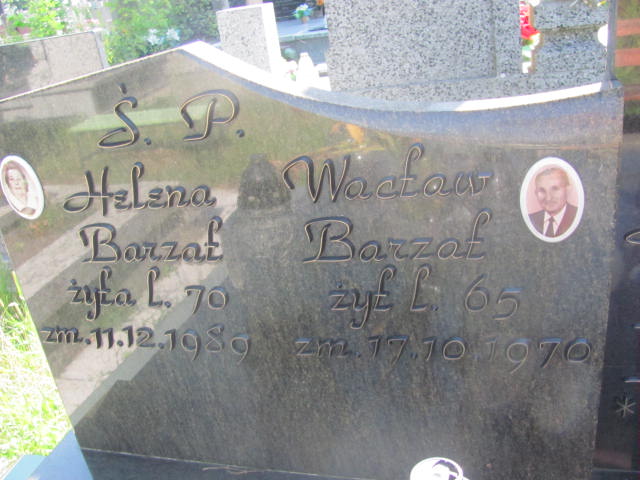 Ś. P.
Helena
Barzał
żyła l. 70
zm. 11.12.1989
Wacław
Barzał
żył l. 65
zm. 17.10.1970